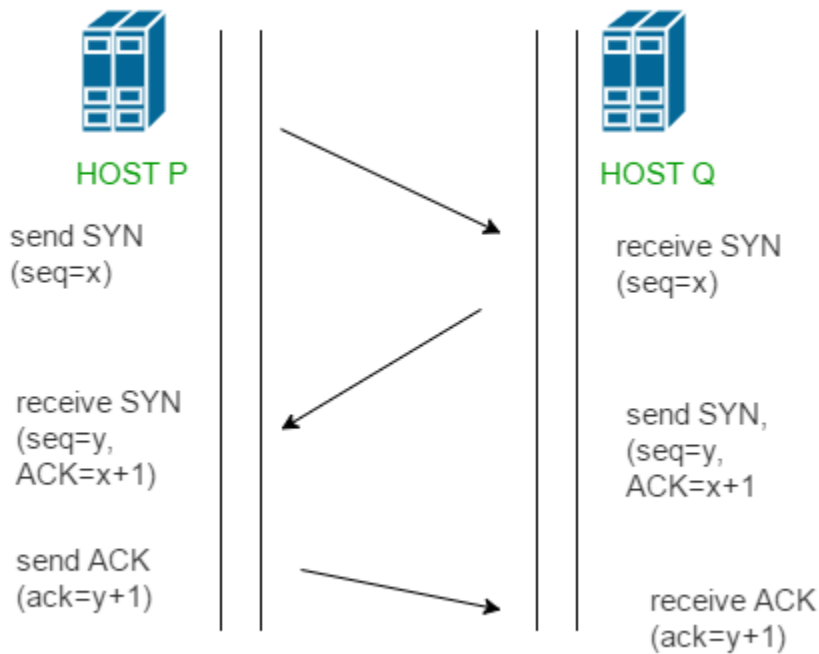 HOST P
HOST Q
send SYN
(seq=x)
receive SYN
(seq=x)
receive SYN
(seq=y,
ACK=x+1)
send SYN,
(seq=y,
ACK=x+1
send ACK
(ack=y+1)
receive ACK
(ack=y+1)